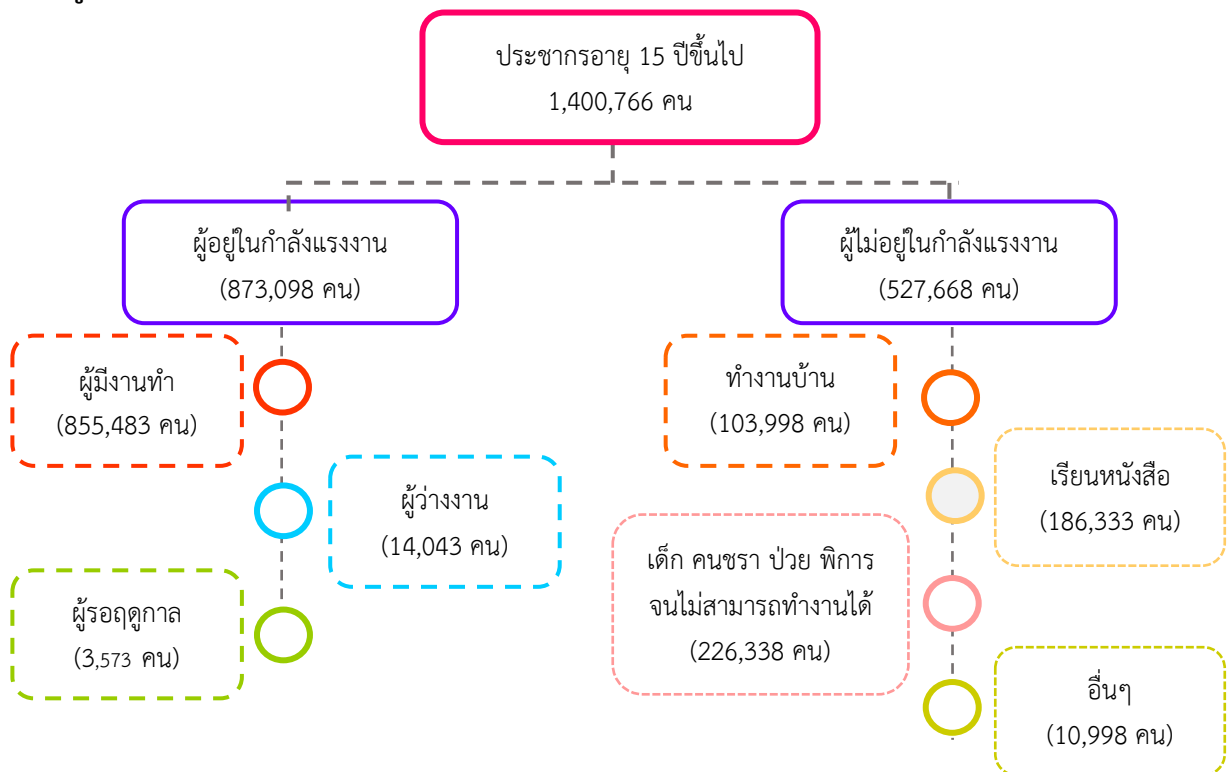 ประชากรอายุ 15 ปีขึ้นไป
1,400,766 คน
ผู้อยู่ในกำลังแรงงาน
(873,098 คน)
ผู้ไม่อยู่ในกำลังแรงงาน
(527,668 คน)
ผู้มีงานทำ
(855,483 คน)
ทำงานบ้าน
(103,998 คน)
ผู้ว่างงาน
(14,043 คน)
เรียนหนังสือ
(186,333 คน)
เด็ก คนชรา ป่วย พิการ
จนไม่สามารถทำงานได้
(226,338 คน)
ผู้รอฤดูกาล
(3,573 คน)
อื่นๆ
(10,998 คน)